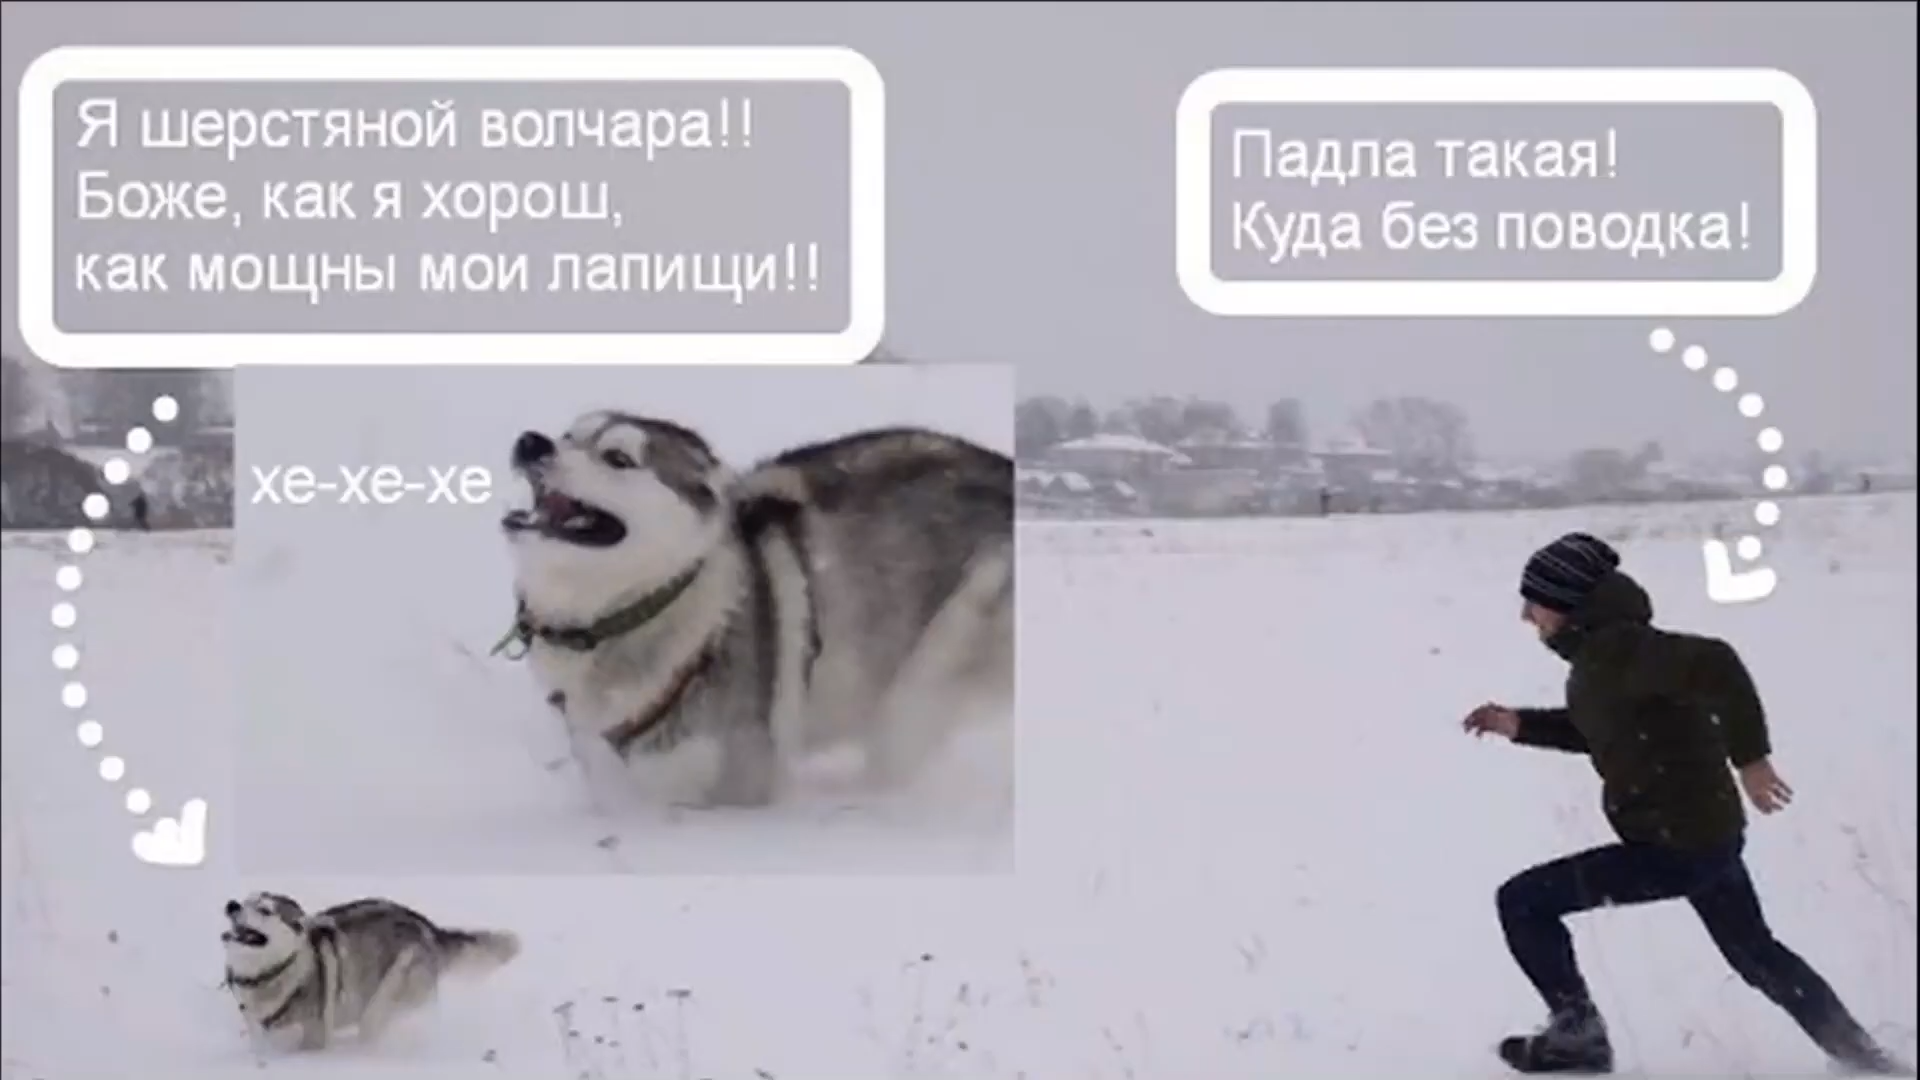 Я шерстяной волчара!!
Боже, как я хорош,
как мощны мои лапищи!!
Падла такая!
Куда без поводка!
хе-хе-хе